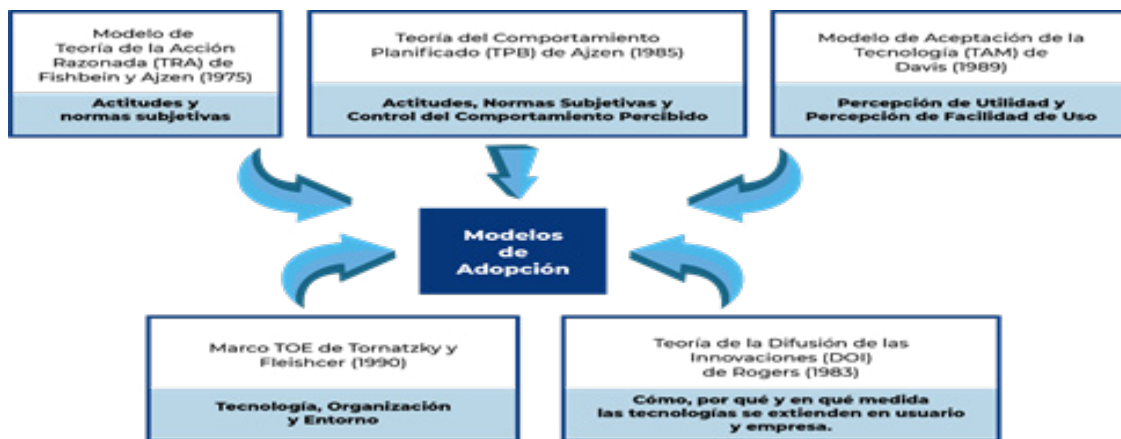 Modelo de
Teoría de la Acción
Razonada (TRA) de
Fishbein y Ajzen (1975)
Actitudes y
normas subjetivas
Teoría del Comportamiento
Planificado (TPB) de Ajzen (1985)
Actitudes, Normas Subjetivas y
Control del Comportamiento Percibido
Modelo de Aceptación de la
Tecnología (TAM) de
Davis (1989)
Percepción de Utilidad y
Percepción de Facilidad de Uso
Modelos
de
Adopción
Marco TOE de Tornatzky y
Fleishcer (1990)
Tecnología, Organización
y Entorno
Teoría de la Difusión de las
Innovaciones (DOI)
de Rogers (1983)
Cómo, por qué y en qué medida
las tecnologías se extienden en usuario
y empresa.